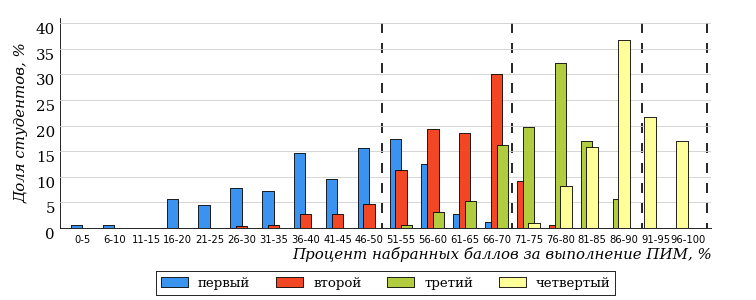 Доля студентов, %
40
35
30
25
20
15
10
5
0
0-5 6-10 11-15 16-20 21-25 26-30 31-35 36-40 41-45 46-50 51-55 56-60 61-65 66-70 71-75 76-80 81-85 86-90 91-95 96-100
Процент набранных баллов за выполнение ПИМ, %
первый второй третий четвертый